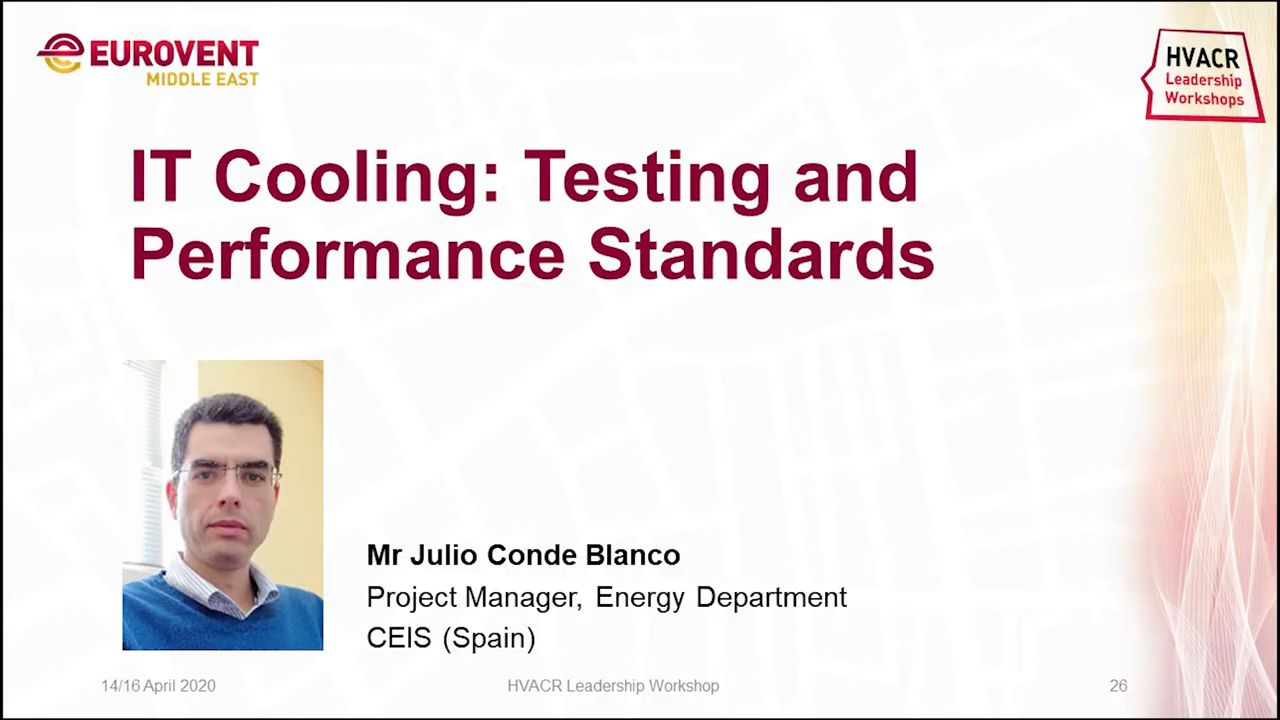 EUROVENT
MIDDLE EAST
HVACR
Leadership
Workshops
IT Cooling: Testing and
Performance Standards
Mr Julio Conde Blanco
Project Manager, Energy Department
CEIS (Spain)
14/16 April 2020
HVACR Leadership Workshop
26